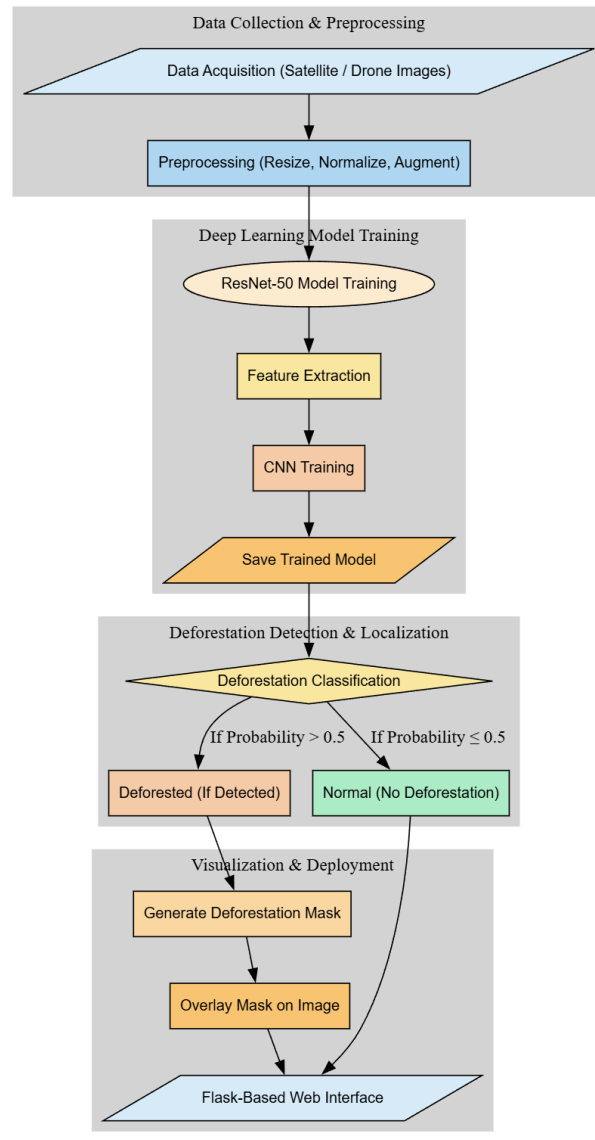 Data Collection & Preprocessing
Data Acquisition (Satellite / Drone Images)
Preprocessing (Resize, Normalize, Augment)
Deep Learning Model Training
ResNet-50 Model Training
Feature Extraction
CNN Training
Save Trained Model
Deforestation Detection & Localization
Deforestation Classification
If Probability > 0.5
If Probability ≤ 0.5
Deforested (If Detected)
Normal (No Deforestation)
Visualization & Deployment
Generate Deforestation Mask
Overlay Mask on Image
Flask-Based Web Interface